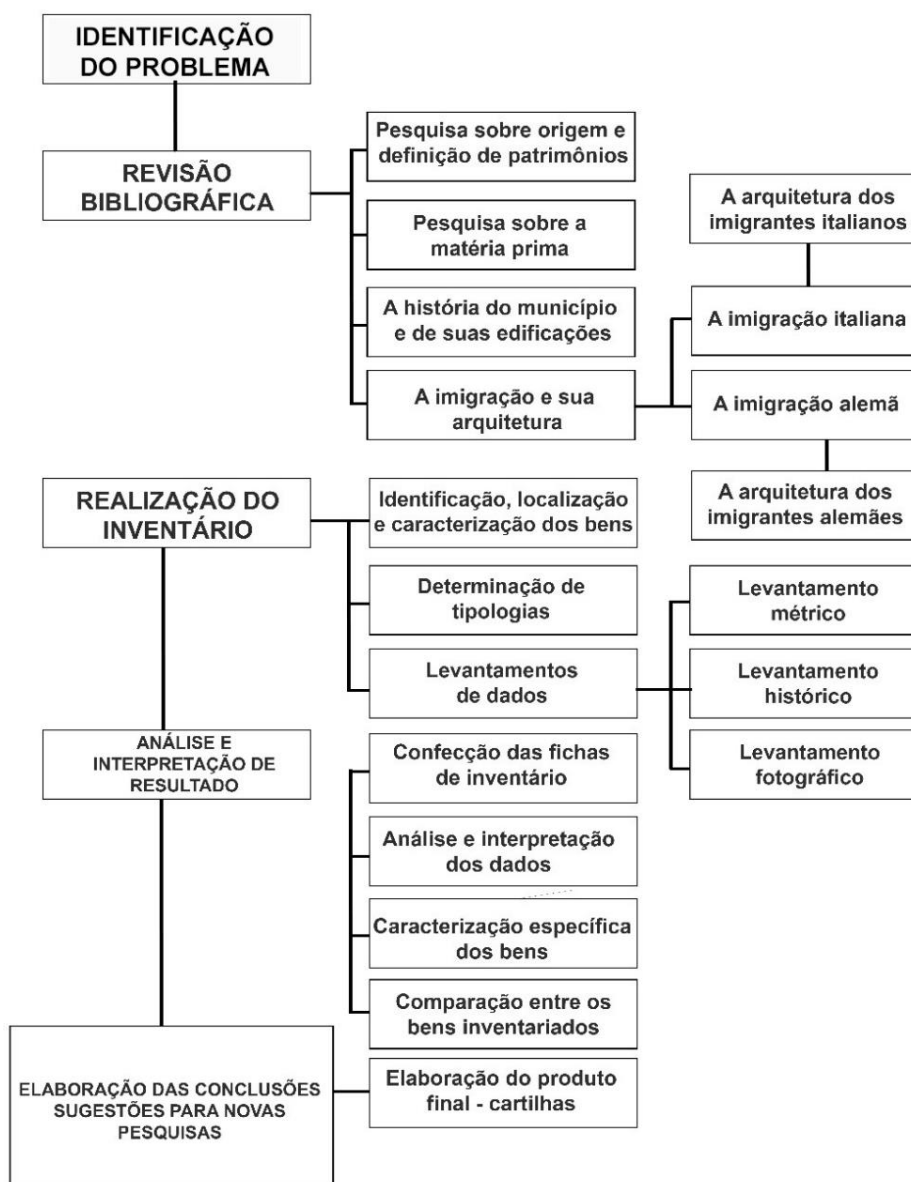 IDENTIFICAÇÃO
DO PROBLEMA
REVISÃO
BIBLIOGRÁFICA
Pesquisa sobre origem e
definição de patrimônios
Pesquisa sobre a
matéria prima
A história do município
e de suas edificações
A imigração e sua
arquitetura
A arquitetura dos
imigrantes italianos
A imigração italiana
A imigração alemã
A arquitetura dos
imigrantes alemães
REALIZAÇÃO DO
INVENTÁRIO
Identificação, localização
e caracterização dos bens
Determinação de
tipologias
Levantamentos
de dados
Levantamento
métrico
Levantamento
histórico
Levantamento
fotográfico
ANÁLISE E
INTERPRETAÇÃO DE
RESULTADO
Confecção das fichas
de inventário
Análise e interpretação
dos dados
Caracterização específica
dos bens
Comparação entre os
bens inventariados
ELABORAÇÃO DAS CONCLUSÕES
SUGESTÕES PARA NOVAS
PESQUISAS
Elaboração do produto
final - cartilhas